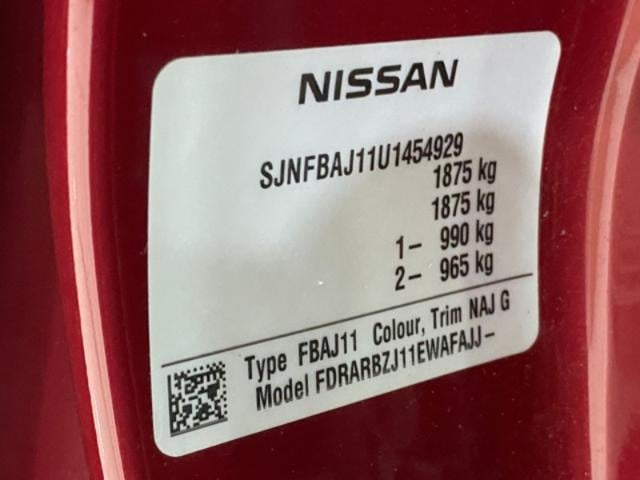 NISSAN
SJNFBAJ11U1454929
1875 kg
1875 kg
1– 990 kg
2– 965 kg
Type FBAJ11 Colour, Trim NAJ G
Model FDRARBZJ11EWAFAJJ–